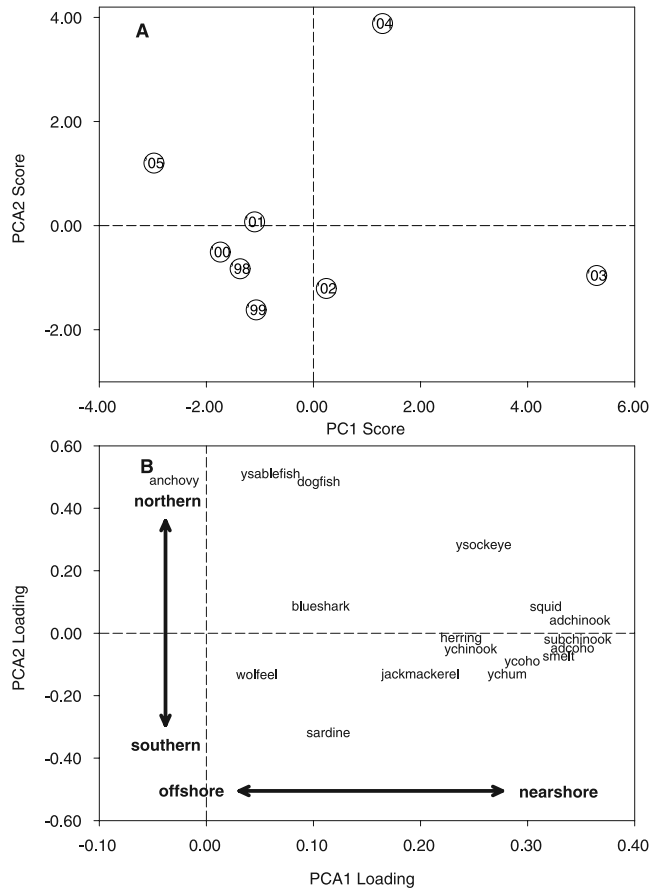 4.00
A
'04
2.00
'05
PCA2 Score
0.00
'01
'00
'98
'03
'02
'99
-2.00
-4.00 -2.00 0.00 2.00 4.00 6.00
PC1 Score
0.60
B
ysablefish
anchovy
dogfish
northern
0.40
ysockeye
0.20
blueshark
squid
adchinook
PCA2 Loading
0.00
herring
subchinook
ychinook
adcoho
smelt
ycoho
wolfeel
jackmackerel
ychum
-0.20
sardine
southern
-0.40
offshore
nearshore
-0.60
-0.10 0.00 0.10 0.20 0.30 0.40
PCA1 Loading